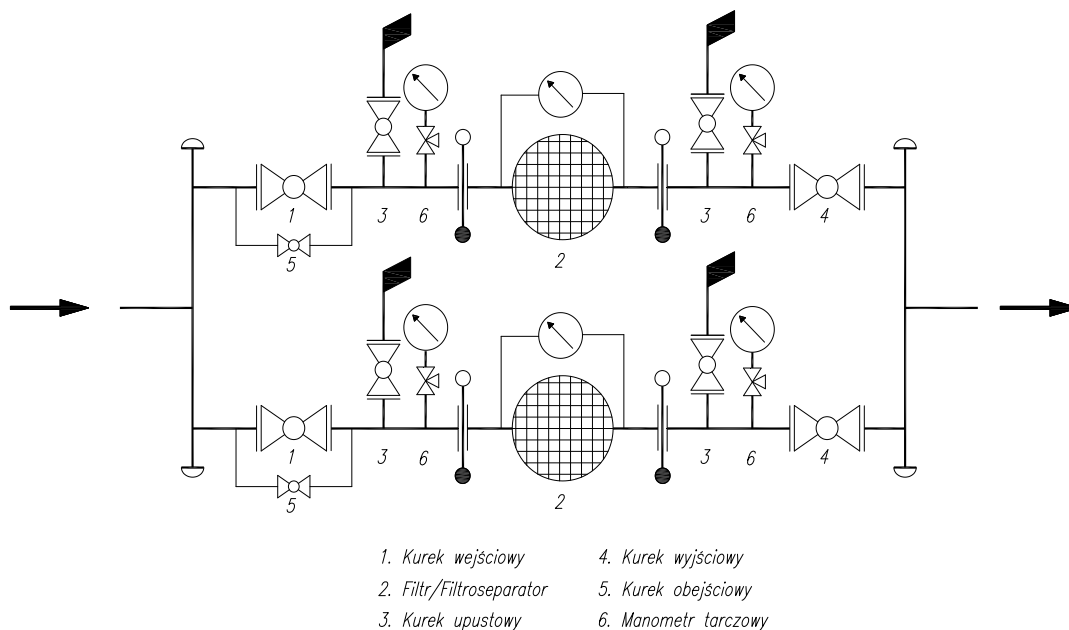 1 3 6 3 6 4
5 2
1 3 6 3 6 4
5 2
1. Kurek wejściowy
2. Filtr/Filtroseparator
3. Kurek upustowy
4. Kurek wyjściowy
5. Kurek obejściowy
6. Manometr tarczowy